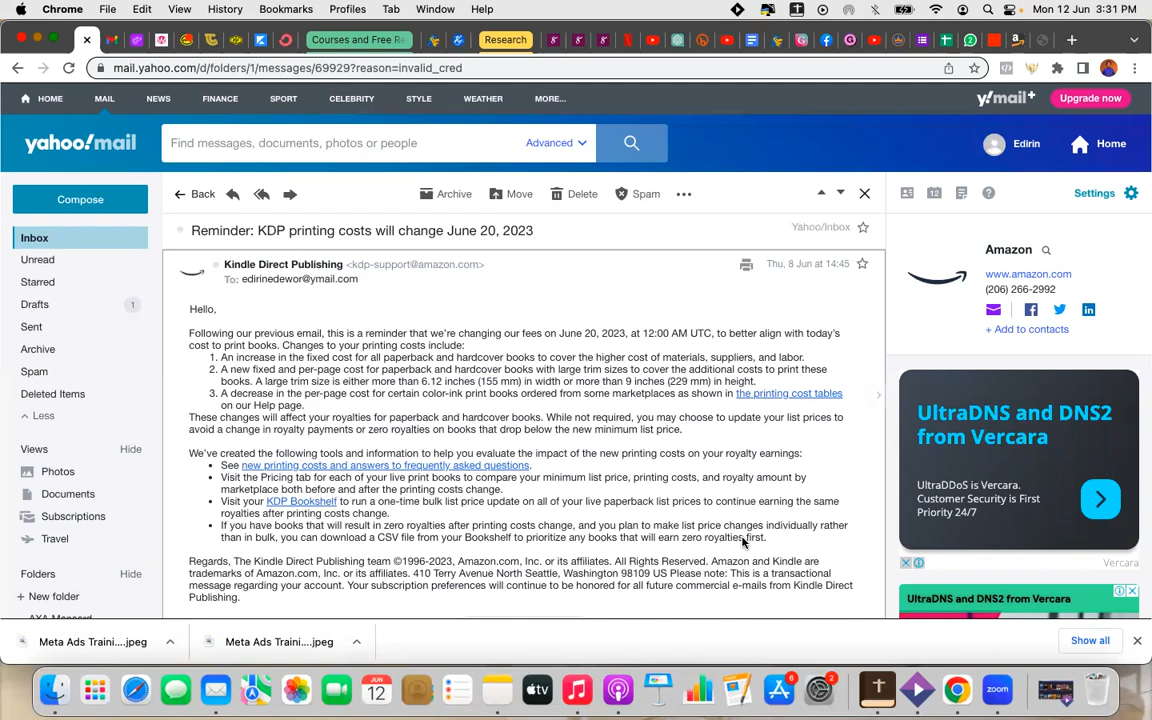 Chrome File Edit View History Bookmarks Profiles Tab Window Help Mon 12 Jun 3:31 PM
Courses and Free Re
Research
mail.yahoo.com/d/folders/1/messages/69929?reason=invalid_cred
HOME MAIL NEWS FINANCE SPORT CELEBRITY STYLE WEATHER MORE... y!mail+ Upgrade now
yahoo!mail Find messages, documents, photos or people Advanced Edirin Home
Compose
Back Archive Move Delete Spam ••• Settings
Inbox
Unread
Starred
Drafts 1
Sent
Archive
Spam
Deleted Items
Less
Views Hide
Photos
Documents
Subscriptions
Travel
Folders Hide
+ New folder
Reminder: KDP printing costs will change June 20, 2023 Yahoo/Inbox
Kindle Direct Publishing <kdp-support@amazon.com> Thu, 8 Jun at 14:45
To: edirinedewor@ymail.com
Hello,
Following our previous email, this is a reminder that we're changing our fees on June 20, 2023, at 12:00 AM UTC, to better align with today's
cost to print books. Changes to your printing costs include:
1. An increase in the fixed cost for all paperback and hardcover books to cover the higher cost of materials, suppliers, and labor.
2. A new fixed and per-page cost for paperback and hardcover books with large trim sizes to cover the additional costs to print these
books. A large trim size is either more than 6.12 inches (155 mm) in width or more than 9 inches (229 mm) in height.
3. A decrease in the per-page cost for certain color-ink print books ordered from some marketplaces as shown in the printing cost tables
on our Help page.
These changes will affect your royalties for paperback and hardcover books. While not required, you may choose to update your list prices to
avoid a change in royalty payments or zero royalties on books that drop below the new minimum list price.
We've created the following tools and information to help you evaluate the impact of the new printing costs on your royalty earnings:
• See new printing costs and answers to frequently asked questions.
• Visit the Pricing tab for each of your live print books to compare your minimum list price, printing costs, and royalty amount by
marketplace both before and after the printing costs change.
• Visit your KDP Bookshelf to run a one-time bulk list price update on all of your live paperback list prices to continue earning the same
royalties after printing costs change.
• If you have books that will result in zero royalties after printing costs change, and you plan to make list price changes individually rather
than in bulk, you can download a CSV file from your Bookshelf to prioritize any books that will earn zero royalties first.
Regards, The Kindle Direct Publishing team ©1996-2023, Amazon.com, Inc. or its affiliates. All Rights Reserved. Amazon and Kindle are
trademarks of Amazon.com, Inc. or its affiliates. 410 Terry Avenue North Seattle, Washington 98109 US Please note: This is a transactional
message regarding your account. Your subscription preferences will continue to be honored for all future commercial e-mails from Kindle Direct
Publishing.
Amazon
www.amazon.com
(206) 266-2992
+ Add to contacts
UltraDNS and DNS2
from Vercara
UltraDDoS is Vercara.
Customer Security is First
Priority 24/7
Vercara
UltraDNS and DNS2 from Vercara
Meta Ads Traini....jpeg Meta Ads Traini....jpeg Show all
JUN
12
tv
6
2
zoom